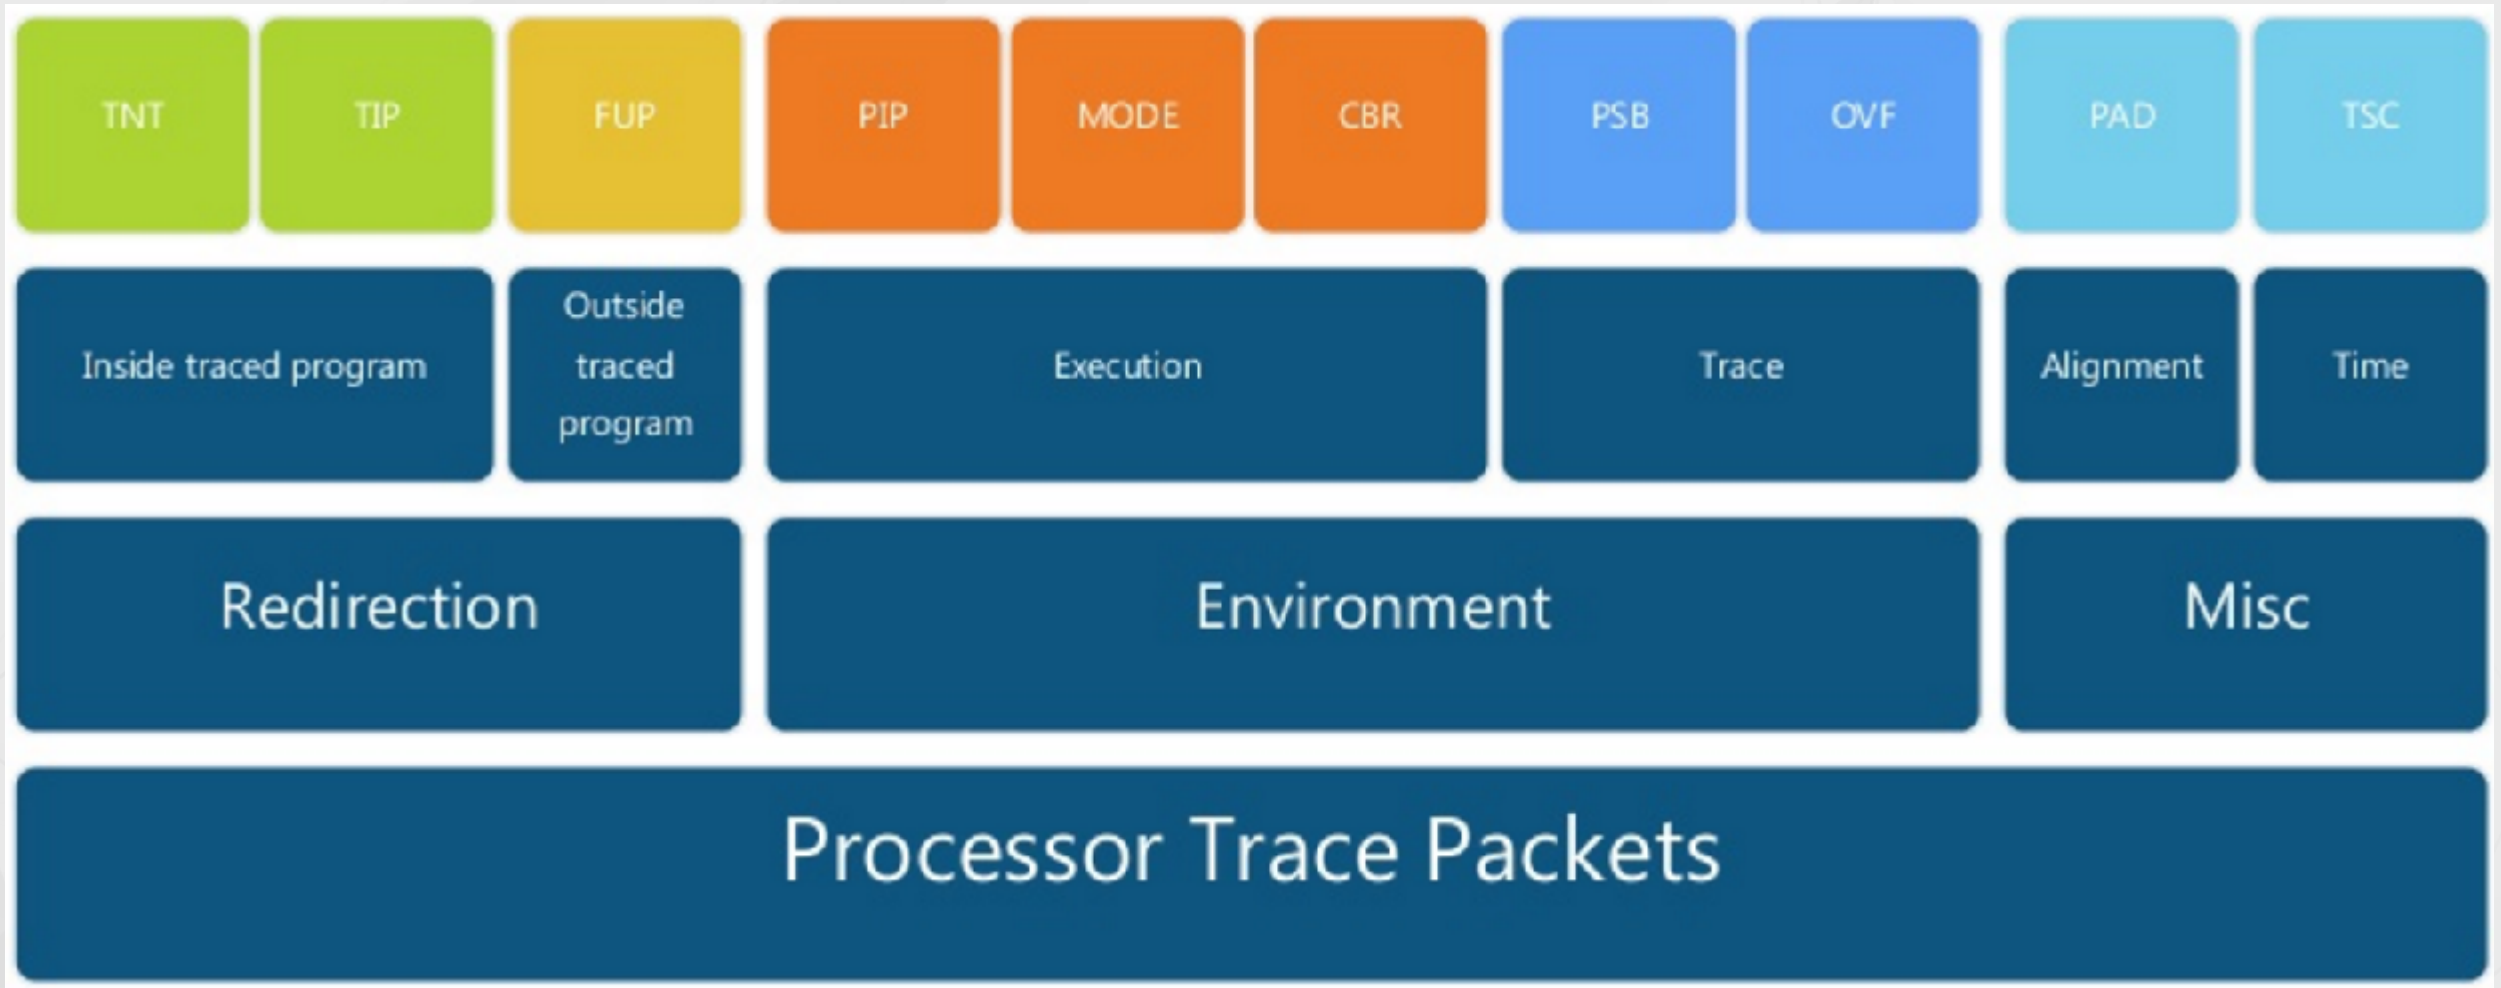 TNT
TIP
FUP
PIP
MODE
CBR
PSB
OVF
PAD
TSC
Inside traced program
Outside
traced
program
Execution
Trace
Alignment
Time
Redirection
Environment
Misc
Processor Trace Packets